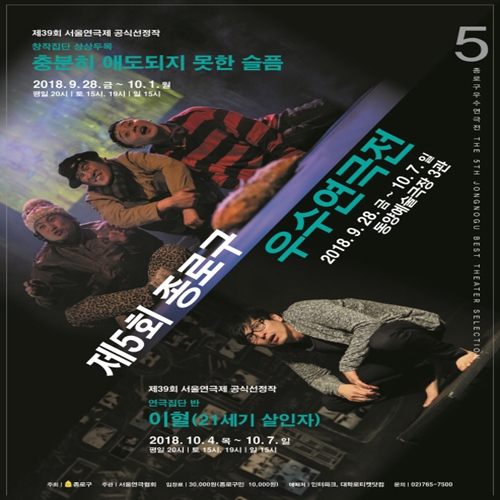 제39회 서울연극제 공식선정작
창작집단 상상두목
충분히 애도되지 못한 슬픔
2018. 9. 28. 금 ~ 10. 1. 월
평일 20시 | 토 15시, 19시 | 일 15시
5
종로구우수연극전 THE 5TH JONGNOGU BEST THEATER SELECTION
제5회 종로구
우수연극전
2018. 9. 28. 금 ~ 10. 7. 일
동양예술극장 3관
제39회 서울연극제 공식선정작
연극집단 반
이혈(21세기 살인자)
2018. 10. 4. 목 ~ 10. 7. 일
평일 20시 | 토 15시, 19시 | 일 15시
주최 | 종로구 주관 | 서울연극협회 입장료 | 30,000원(종로구민 10,000원) 예매처 | 인터파크, 대학로티켓닷컴 문의 | 02)765-7500